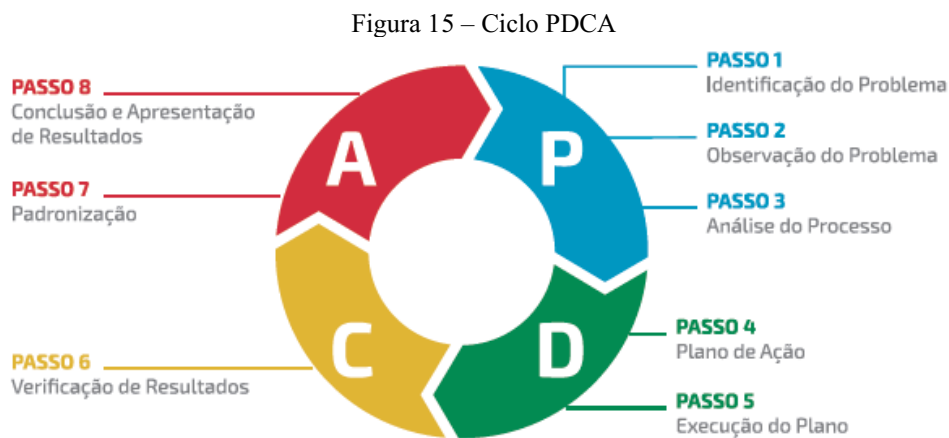 Figura 15 – Ciclo PDCA
PASSO 1
Identificação do Problema
PASSO 2
Observação do Problema
PASSO 3
Análise do Processo
PASSO 4
Plano de Ação
PASSO 5
Execução do Plano
PASSO 6
Verificação de Resultados
PASSO 7
Padronização
PASSO 8
Conclusão e Apresentação
de Resultados
P
D
C
A